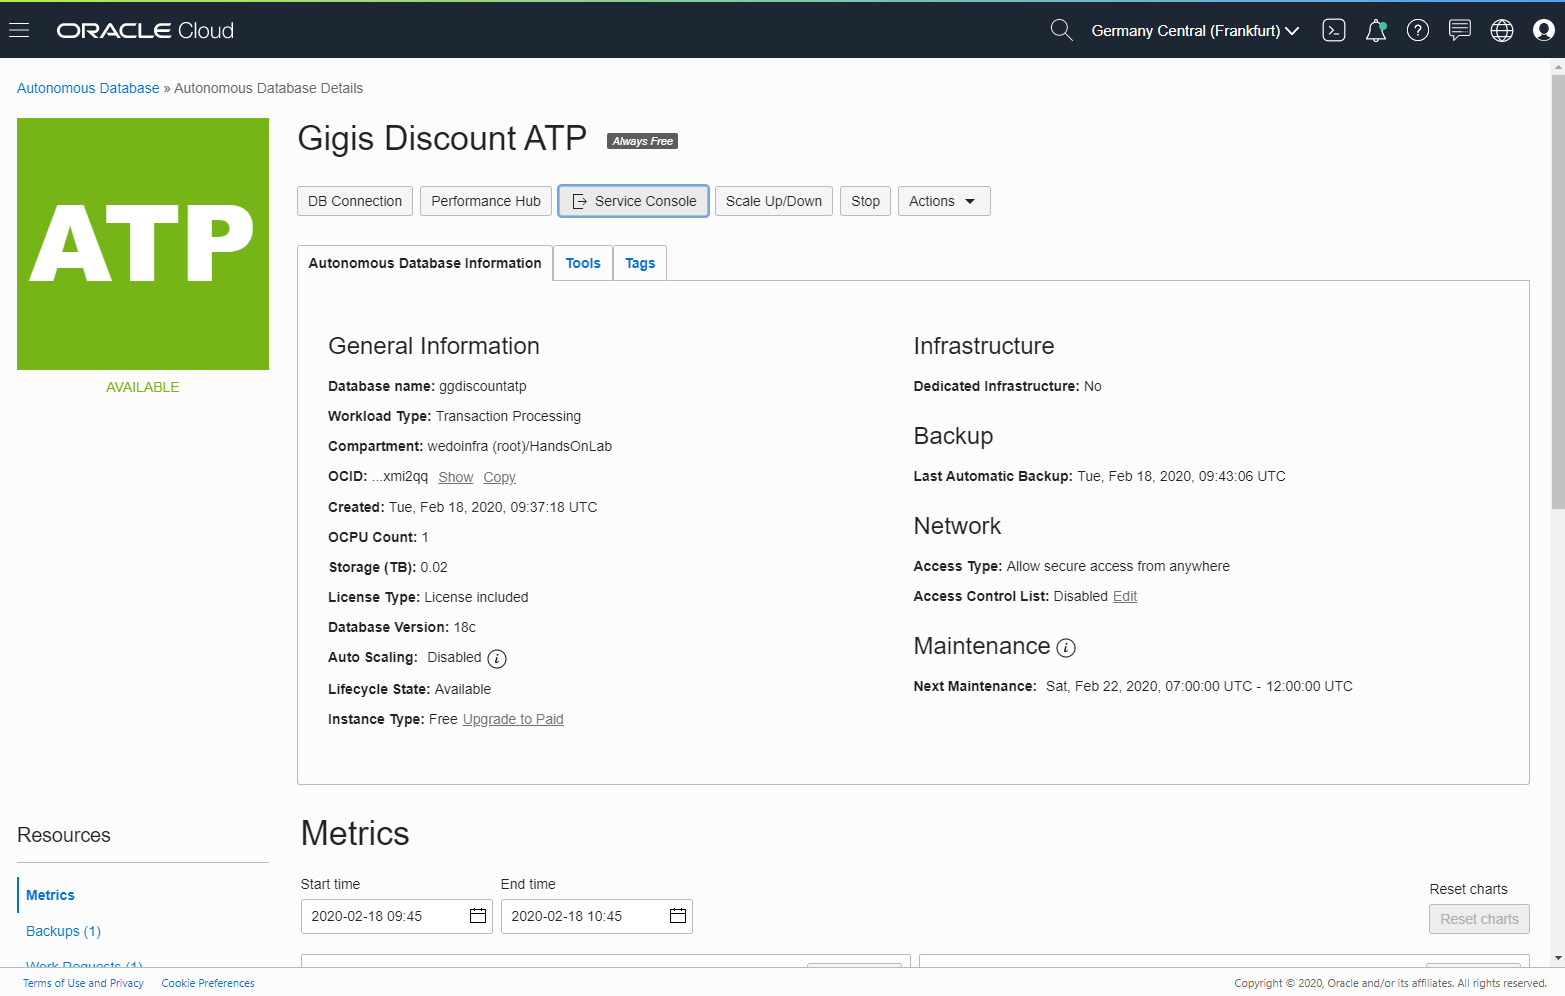 ORACLE Cloud
Germany Central (Frankfurt)
Autonomous Database » Autonomous Database Details
ATP
AVAILABLE
Gigis Discount ATP Always Free
DB Connection Performance Hub Service Console Scale Up/Down Stop Actions
Autonomous Database Information Tools Tags
General Information
Database name: ggdiscountatp
Workload Type: Transaction Processing
Compartment: wedoinfra (root)/HandsOnLab
OCID: ...xmi2qq Show Copy
Created: Tue, Feb 18, 2020, 09:37:18 UTC
OCPU Count: 1
Storage (TB): 0.02
License Type: License included
Database Version: 18c
Auto Scaling: Disabled i
Lifecycle State: Available
Instance Type: Free Upgrade to Paid
Infrastructure
Dedicated Infrastructure: No
Backup
Last Automatic Backup: Tue, Feb 18, 2020, 09:43:06 UTC
Network
Access Type: Allow secure access from anywhere
Access Control List: Disabled Edit
Maintenance i
Next Maintenance: Sat, Feb 22, 2020, 07:00:00 UTC - 12:00:00 UTC
Resources
Metrics
Backups (1)
Work Requests (1)
Metrics
Start time End time
2020-02-18 09:45 2020-02-18 10:45
Reset charts
Reset charts
Terms of Use and Privacy Cookie Preferences
Copyright © 2020, Oracle and/or its affiliates. All rights reserved.